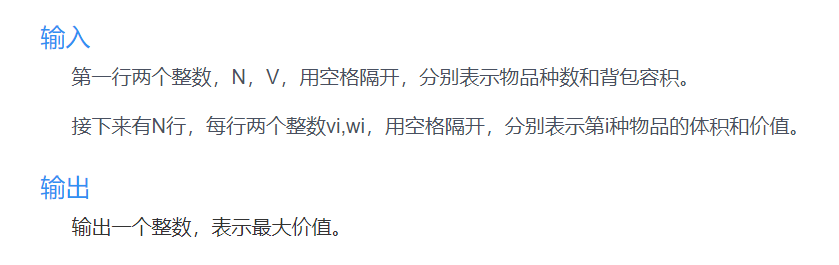 输入
第一行两个整数，N，V，用空格隔开，分别表示物品种数和背包容积。
接下来有N行，每行两个整数vi,wi，用空格隔开，分别表示第i种物品的体积和价值。
输出
输出一个整数，表示最大价值。